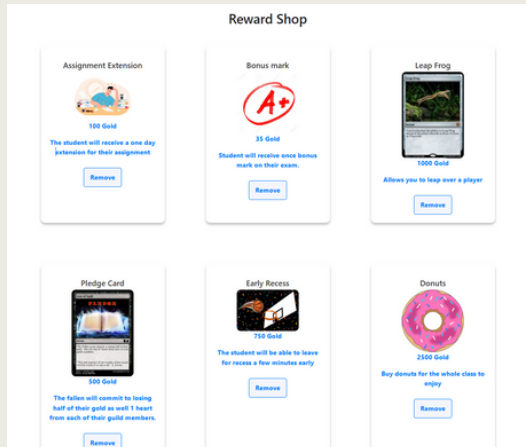 Reward Shop
Assignment Extension
100 Gold
The student will receive a one day
extension for their assignment
Remove
Bonus mark
A+
35 Gold
Student will receive once bonus
mark on their exam.
Remove
Leap Frog
Leap Frog
1000 Gold
Allows you to leap over a player
Remove
Pledge Card
500 Gold
The fallen will commit to losing
half of their gold as well 1 heart
from each of their guild members.
Remove
Early Recess
750 Gold
The student will be able to leave
for recess a few minutes early
Remove
Donuts
2500 Gold
Buy donuts for the whole class to
enjoy
Remove